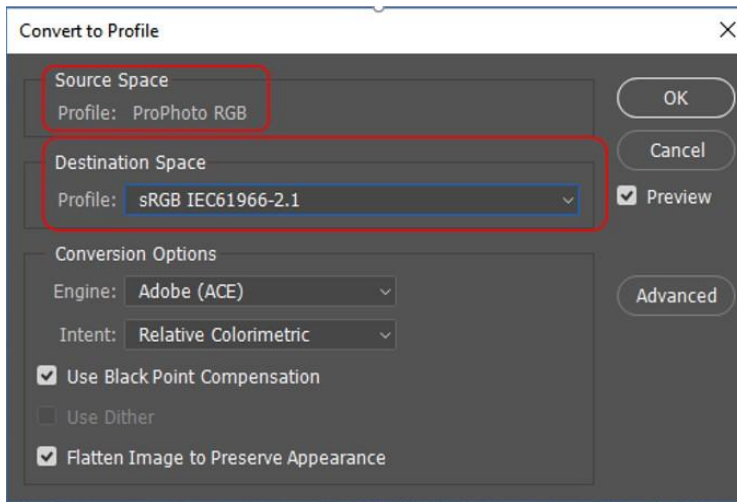 Convert to Profile
Source Space
Profile: ProPhoto RGB
OK
Cancel
Destination Space
Profile: sRGB IEC61966-2.1
Preview
Conversion Options
Engine: Adobe (ACE)
Advanced
Intent: Relative Colorimetric
Use Black Point Compensation
Use Dither
Flatten Image to Preserve Appearance